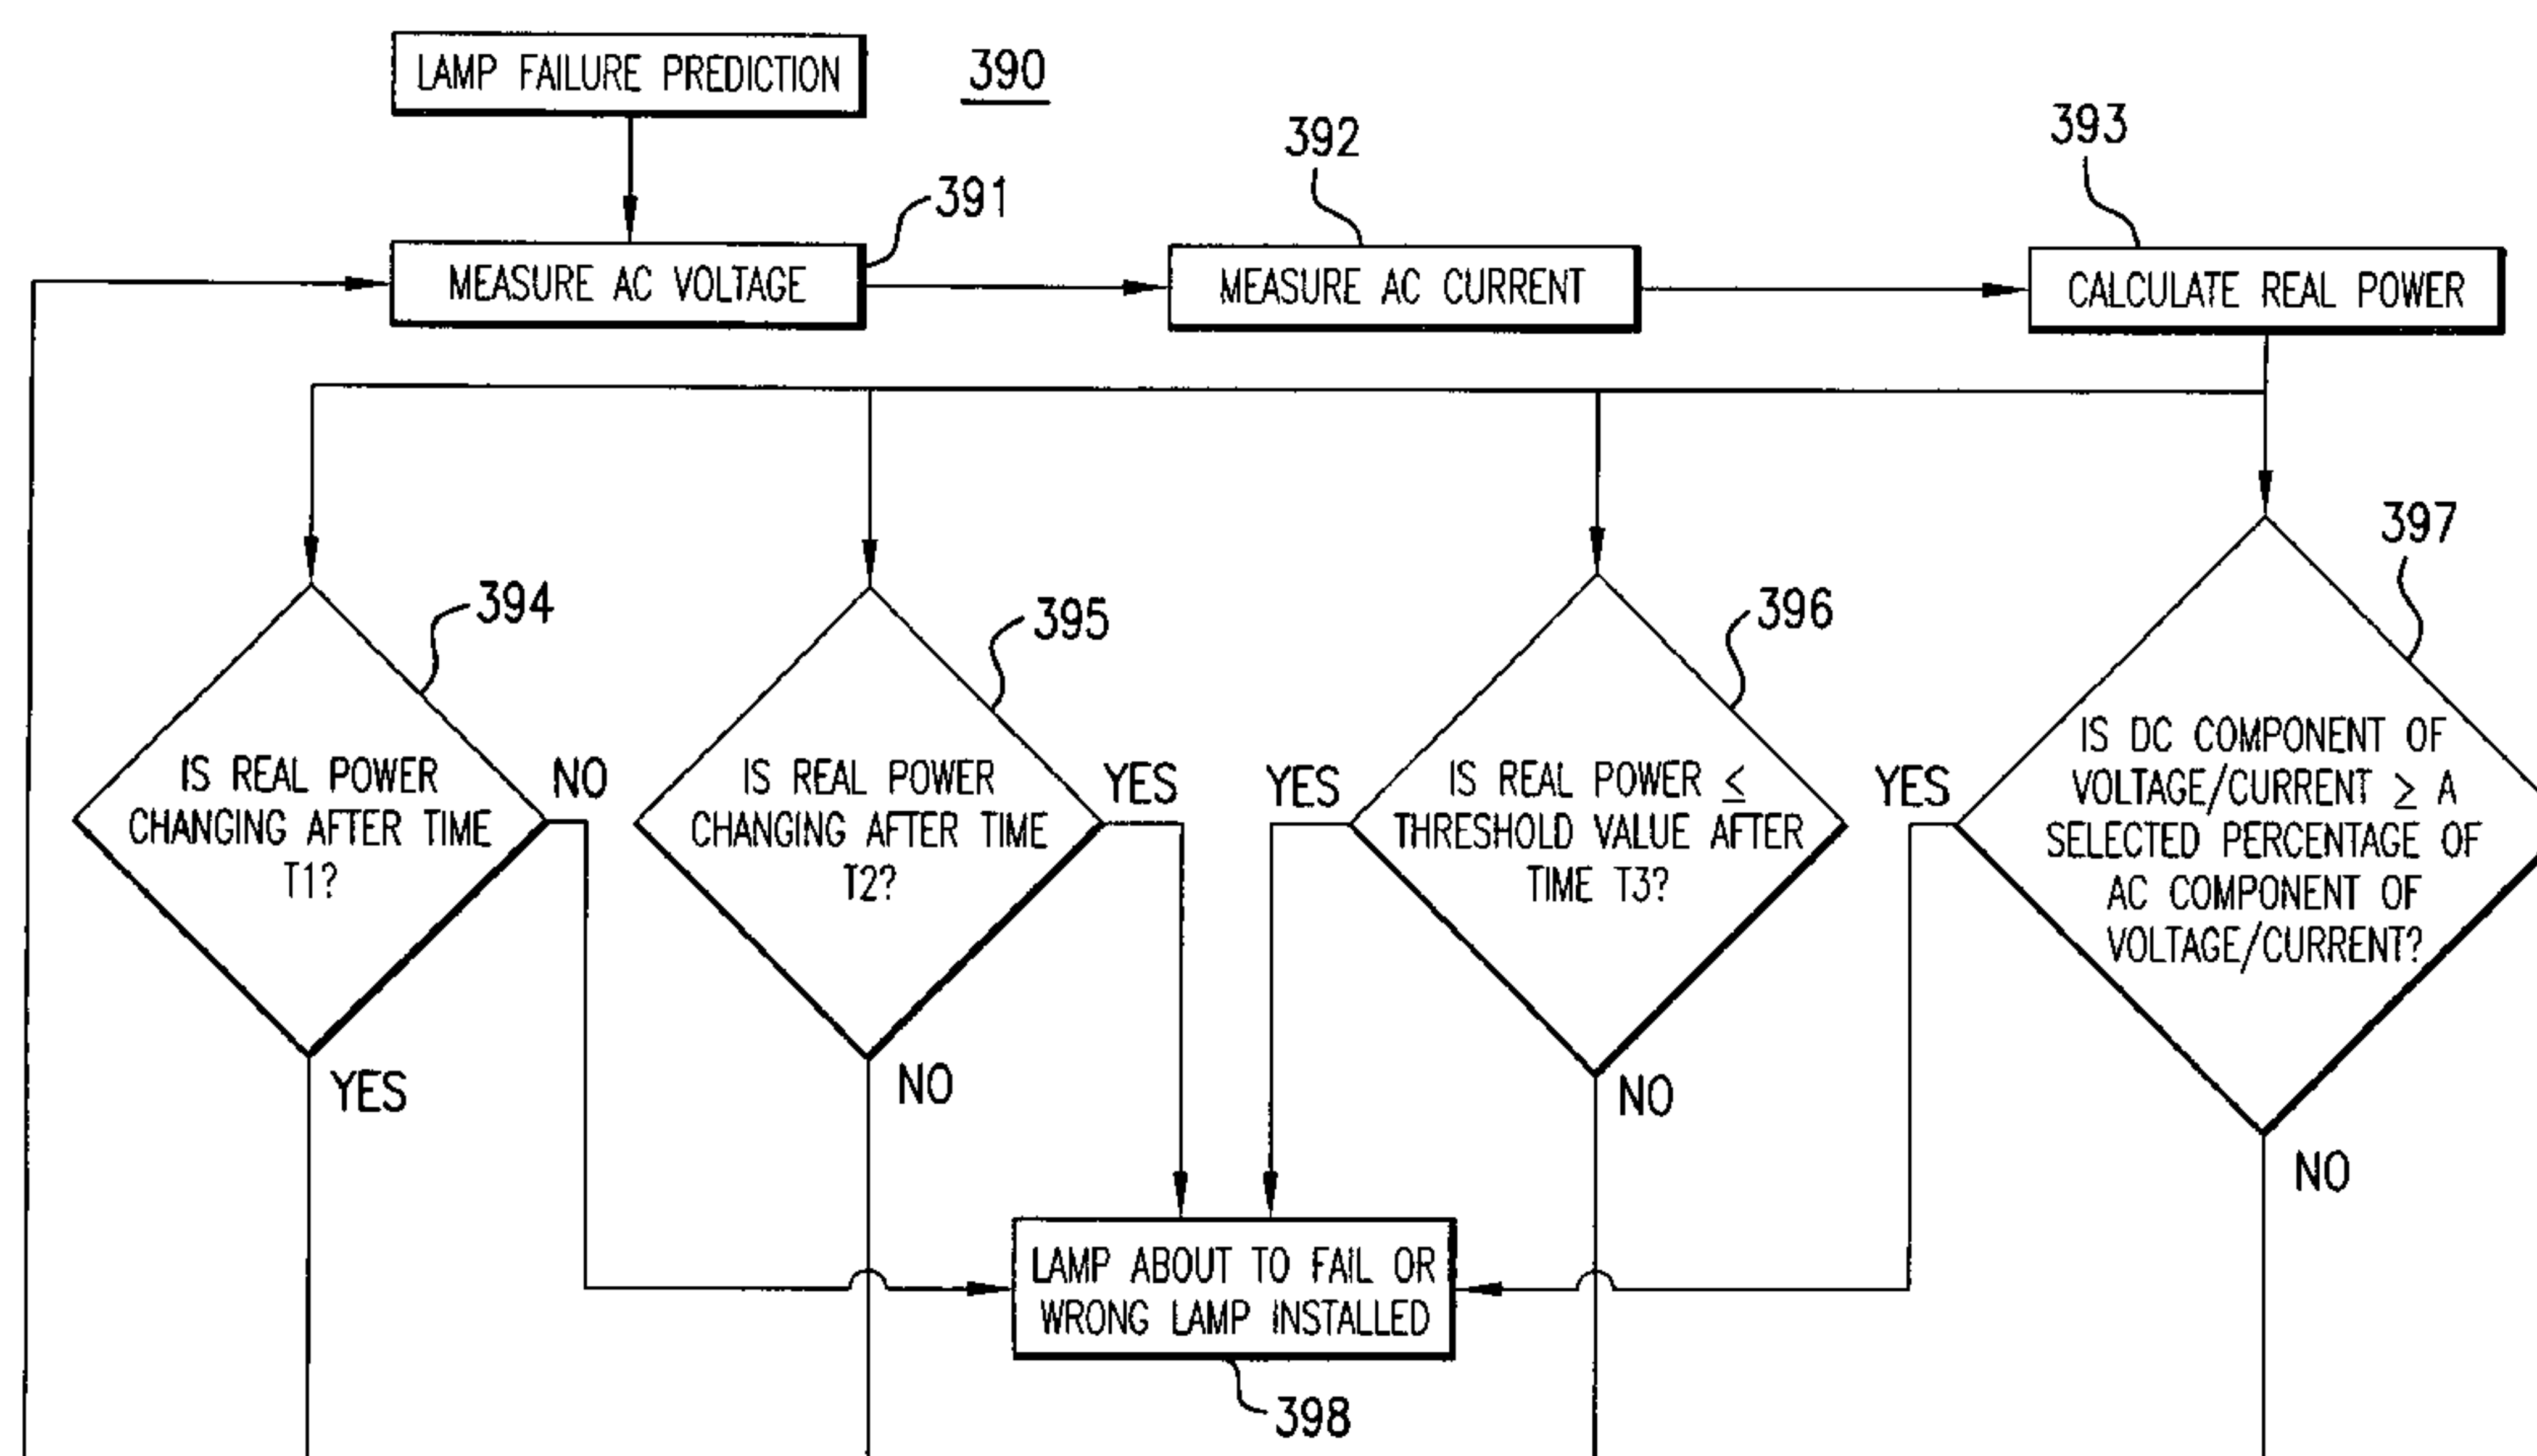 LAMP FAILURE PREDICTION
390
391
392
393
MEASURE AC VOLTAGE
MEASURE AC CURRENT
CALCULATE REAL POWER
394
395
396
397
IS REAL POWER
CHANGING AFTER TIME
T1?
NO
YES
IS REAL POWER
CHANGING AFTER TIME
T2?
YES
NO
IS REAL POWER ≤
THRESHOLD VALUE AFTER
TIME T3?
YES
NO
IS DC COMPONENT OF
VOLTAGE/CURRENT ≥ A
SELECTED PERCENTAGE OF
AC COMPONENT OF
VOLTAGE/CURRENT?
YES
NO
LAMP ABOUT TO FAIL OR
WRONG LAMP INSTALLED
398